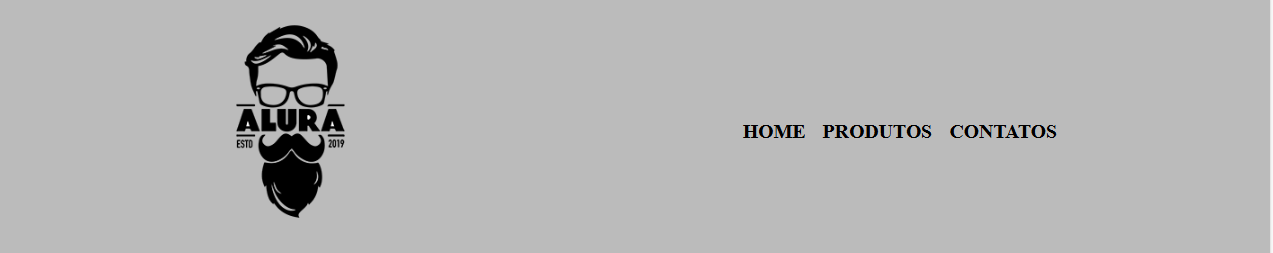 ALURA
ESTD 2019
HOME PRODUTOS CONTATOS